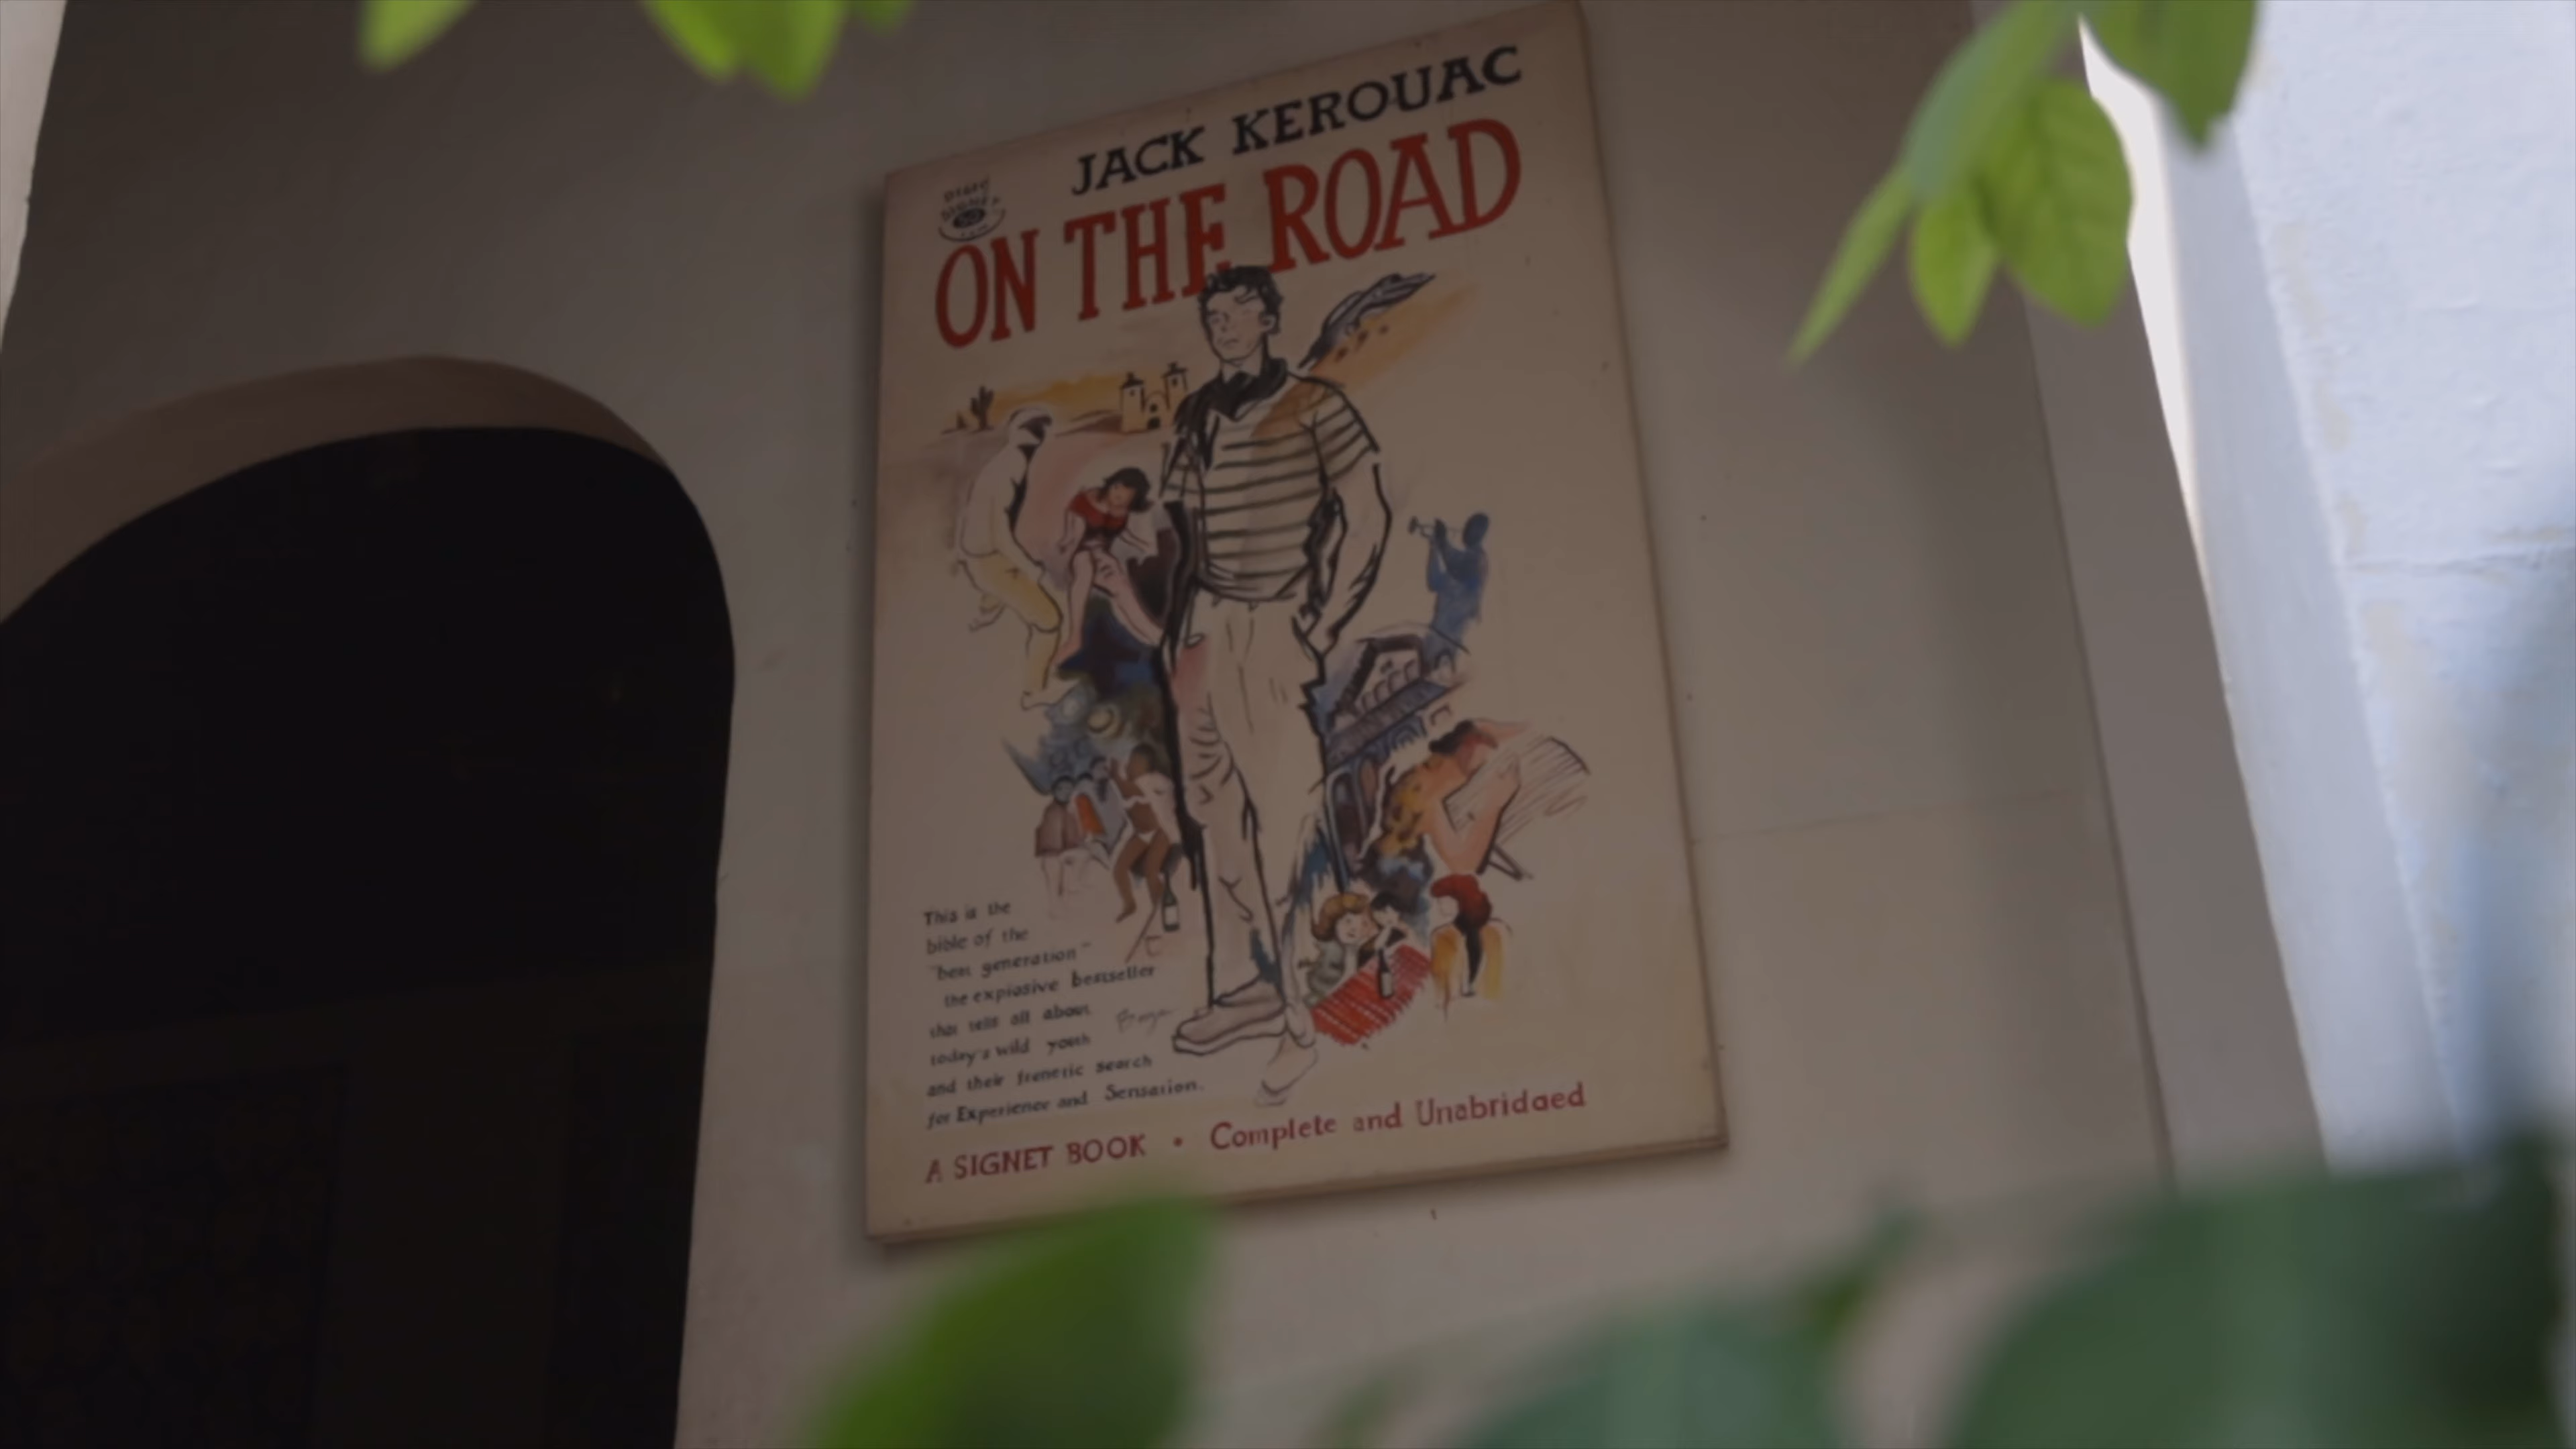 JACK KEROUAC
SIGNET
ON THE ROAD
This is the
bible of the
"beat generation"
the explosive bestseller
that tells all about
today's wild youth
and their frenetic search
for Experience and Sensation.
A SIGNET BOOK • Complete and Unabridged